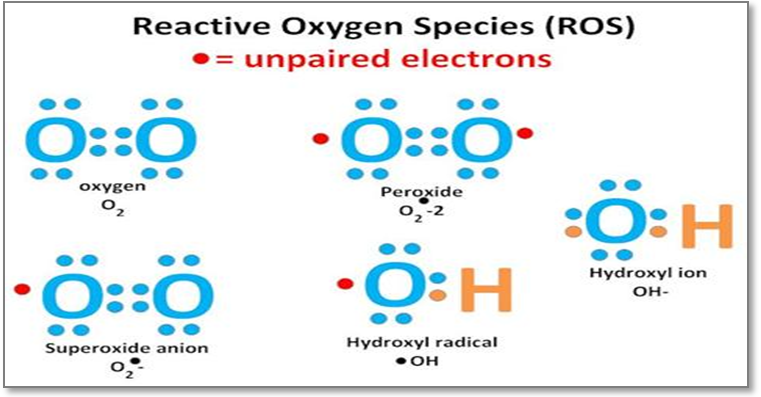 Reactive Oxygen Species (ROS)
●= unpaired electrons
O::O
oxygen
O₂
O::O
Peroxide
O₂•-2
O:H
Hydroxyl ion
OH-
O::O
Superoxide anion
O₂•-
O:H
Hydroxyl radical
●OH